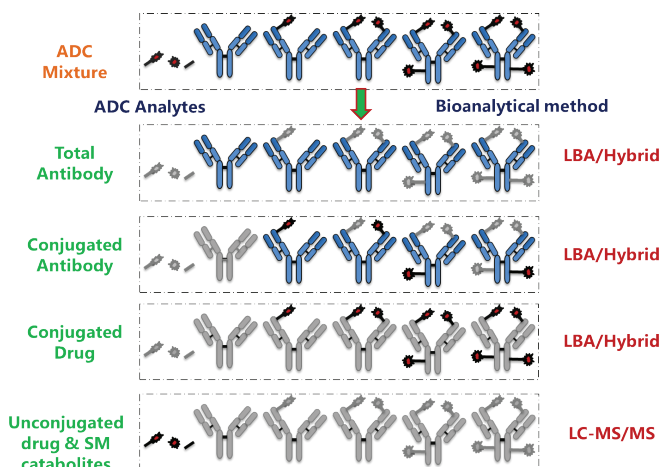 ADC
Mixture
ADC Analytes
Bioanalytical method
Total
Antibody
LBA/Hybrid
Conjugated
Antibody
LBA/Hybrid
Conjugated
Drug
LBA/Hybrid
Unconjugated
drug & SM
catabolites
LC-MS/MS